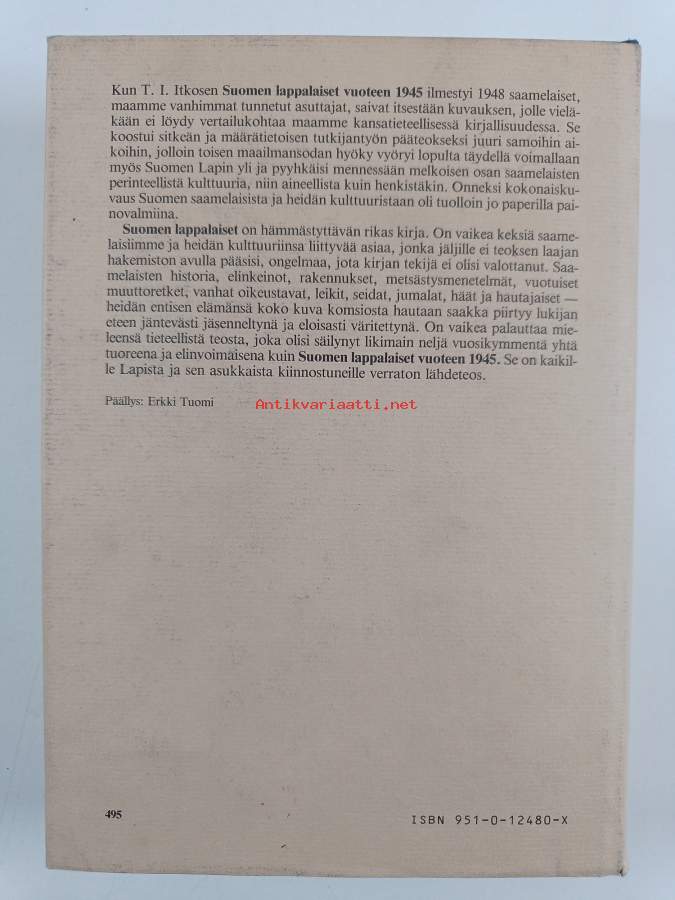 Kun T. I. Itkosen Suomen lappalaiset vuoteen 1945 ilmestyi 1948 saamelaiset,
maamme vanhimmat tunnetut asuttajat, saivat itsestään kuvauksen, jolle vielä-
kään ei löydy vertailukohtaa maamme kansatieteellisessä kirjallisuudessa. Se
koostui sitkeän ja määrätietoisen tutkijantyön pääteokseksi juuri samoihin ai-
koihin, jolloin toisen maailmansodan hyöky vyöryi lopulta täydellä voimallaan
myös Suomen Lapin yli ja pyyhkäisi mennessään melkoisen osan saamelaisten
perinteellistä kulttuuria, niin aineellista kuin henkistäkin. Onneksi kokonaisku-
vaus Suomen saamelaisista ja heidän kulttuuristaan oli tuolloin jo paperilla pai-
novalmiina.
Suomen lappalaiset on hämmästyttävän rikas kirja. On vaikea keksiä saame-
laisiimme ja heidän kulttuuriinsa liittyvää asiaa, jonka jäljille ei teoksen laajan
hakemiston avulla pääsisi, ongelmaa, jota kirjan tekijä ei olisi valottanut. Saa-
melaisten historia, elinkeinot, rakennukset, metsästysmenetelmät, vuotuiset
muuttoretket, vanhat oikeustavat, leikit, seidat, jumalat, häät ja hautajaiset —
heidän entisen elämänsä koko kuva komsiosta hautaan saakka piirtyy lukijan
eteen jäntevästi jäsenneltynä ja eloisasti väritettynä. On vaikea palauttaa mie-
leensä tieteellistä teosta, joka olisi säilynyt likimain neljä vuosikymmentä yhtä
tuoreena ja elinvoimaisena kuin Suomen lappalaiset vuoteen 1945. Se on kaikil-
le Lapista ja sen asukkaista kiinnostuneille verraton lähdeteos.
Päällys: Erkki Tuomi
Antikvariaatti.net
495
ISBN 951-0-12480-X